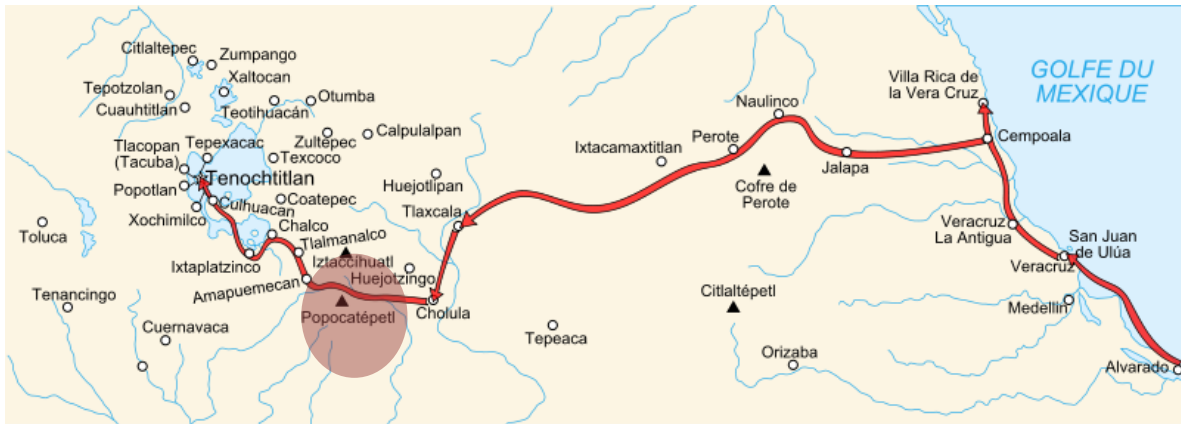 Citlaltepec
Zumpango
Xaltocan
Tepotzolan
Cuauhtitlan
Teotihuacán
Otumba
Zultepec
Calpulalpan
Tlacopan
(Tacuba)
Tepexacac
Texcoco
Tenochtitlan
Popotlan
Culhuacan
Coatepec
Xochimilco
Chalco
Toluca
Ixtaplatzinco
Tlalmanalco
Iztaccihuatl
Huejotzingo
Amapuemecan
Popocatépetl
Cholula
Tenancingo
Cuernavaca
Huejotlipan
Tlaxcala
Tepeaca
Ixtacamaxtitlan
Perote
Naulinco
Cofre de
Perote
Jalapa
Villa Rica de
la Vera Cruz
Cempoala
GOLFE DU
MEXIQUE
Veracruz
La Antigua
San Juan
de Ulúa
Veracruz
Medellin
Citlaltépetl
Orizaba
Alvarado